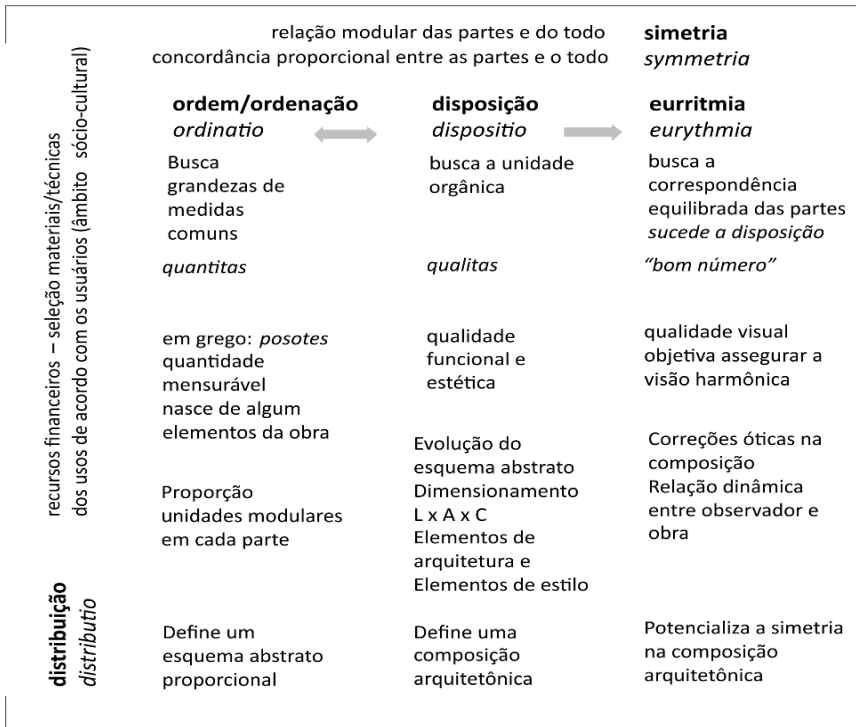 relação modular das partes e do todo
concordância proporcional entre as partes e o todo
simetria
symmetria
ordem/ordenação
ordinatio
Busca
grandezas de
medidas
comuns
quantitas
em grego: posotes
quantidade
mensurável
nasce de algum
elementos da obra
Proporção
unidades modulares
em cada parte
Define um
esquema abstrato
proporcional
disposição
dispositio
busca a unidade
orgânica
qualitas
qualidade
funcional e
estética
Evolução do
esquema abstrato
Dimensionamento
L x A x C
Elementos de
arquitetura e
Elementos de estilo
Define uma
composição
arquitetônica
eurritmia
eurythmia
busca a
correspondência
equilibrada das partes
sucede a disposição
“bom número”
qualidade visual
objetiva assegurar a
visão harmônica
Correções óticas na
composição
Relação dinâmica
entre observador e
obra
Potencializa a simetria
na composição
arquitetônica
distribuição
distributio
recursos financeiros – seleção materiais/técnicas
dos usos de acordo com os usuários (âmbito sócio-cultural)